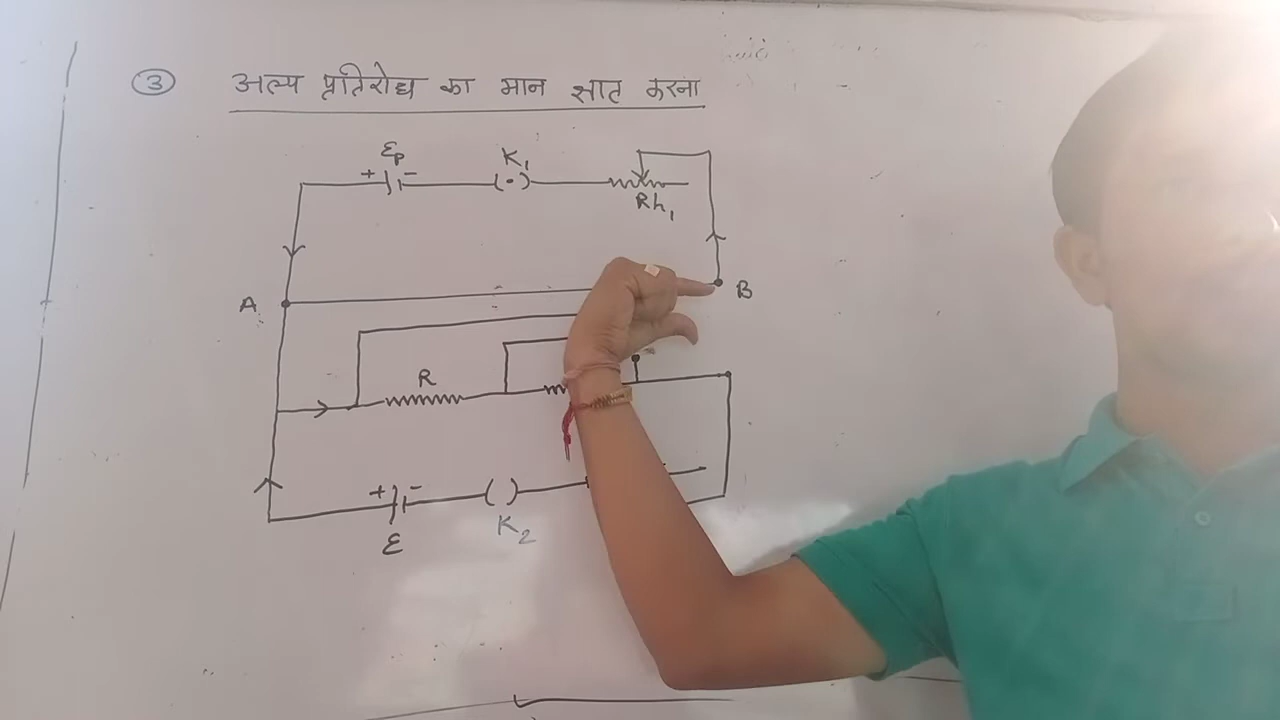 ③ अल्प प्रतिरोध का मान ज्ञात करना
+ Ep - K₁
Rh₁
A B
R
+ - K₂
E